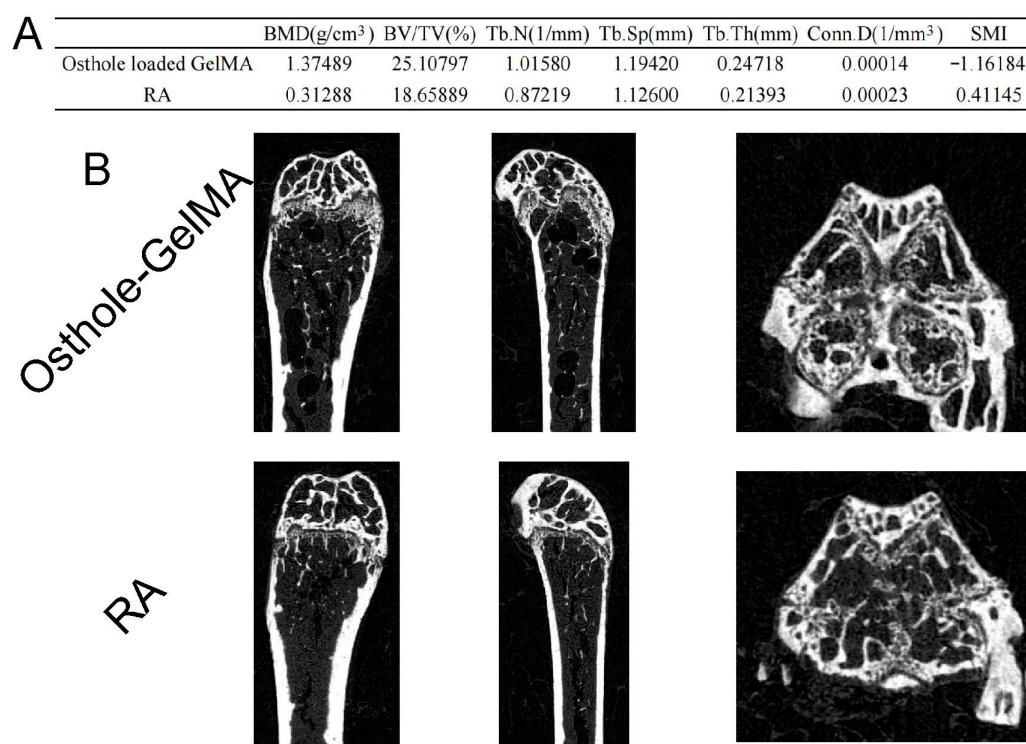 A
BMD(g/cm³) BV/TV(%) Tb.N(1/mm) Tb.Sp(mm) Tb.Th(mm) Conn.D(1/mm³) SMI
Osthole loaded GelMA 1.37489 25.10797 1.01580 1.19420 0.24718 0.00014 −1.16184
RA 0.31288 18.65889 0.87219 1.12600 0.21393 0.00023 0.41145
B
Osthole-GelMA
RA